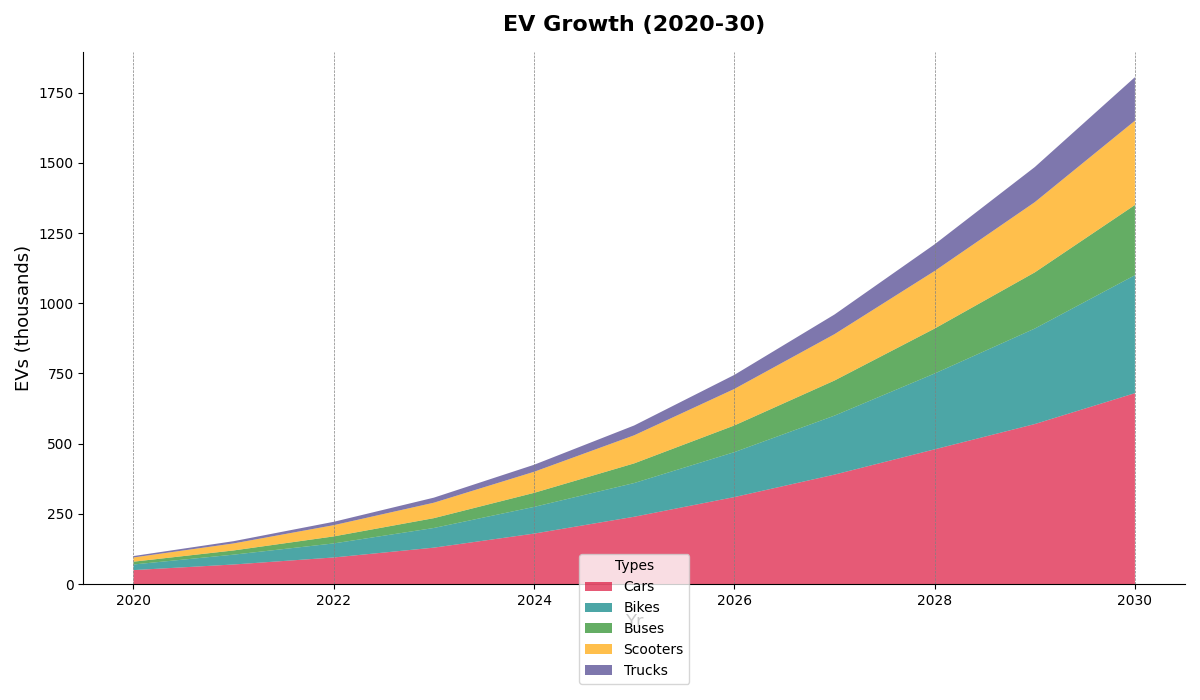 EV Growth (2020-30)
EVs (thousands)
1750
1500
1250
1000
750
500
250
0
2020 2022 2024 2026 2028 2030
Yr
Types
Cars
Bikes
Buses
Scooters
Trucks